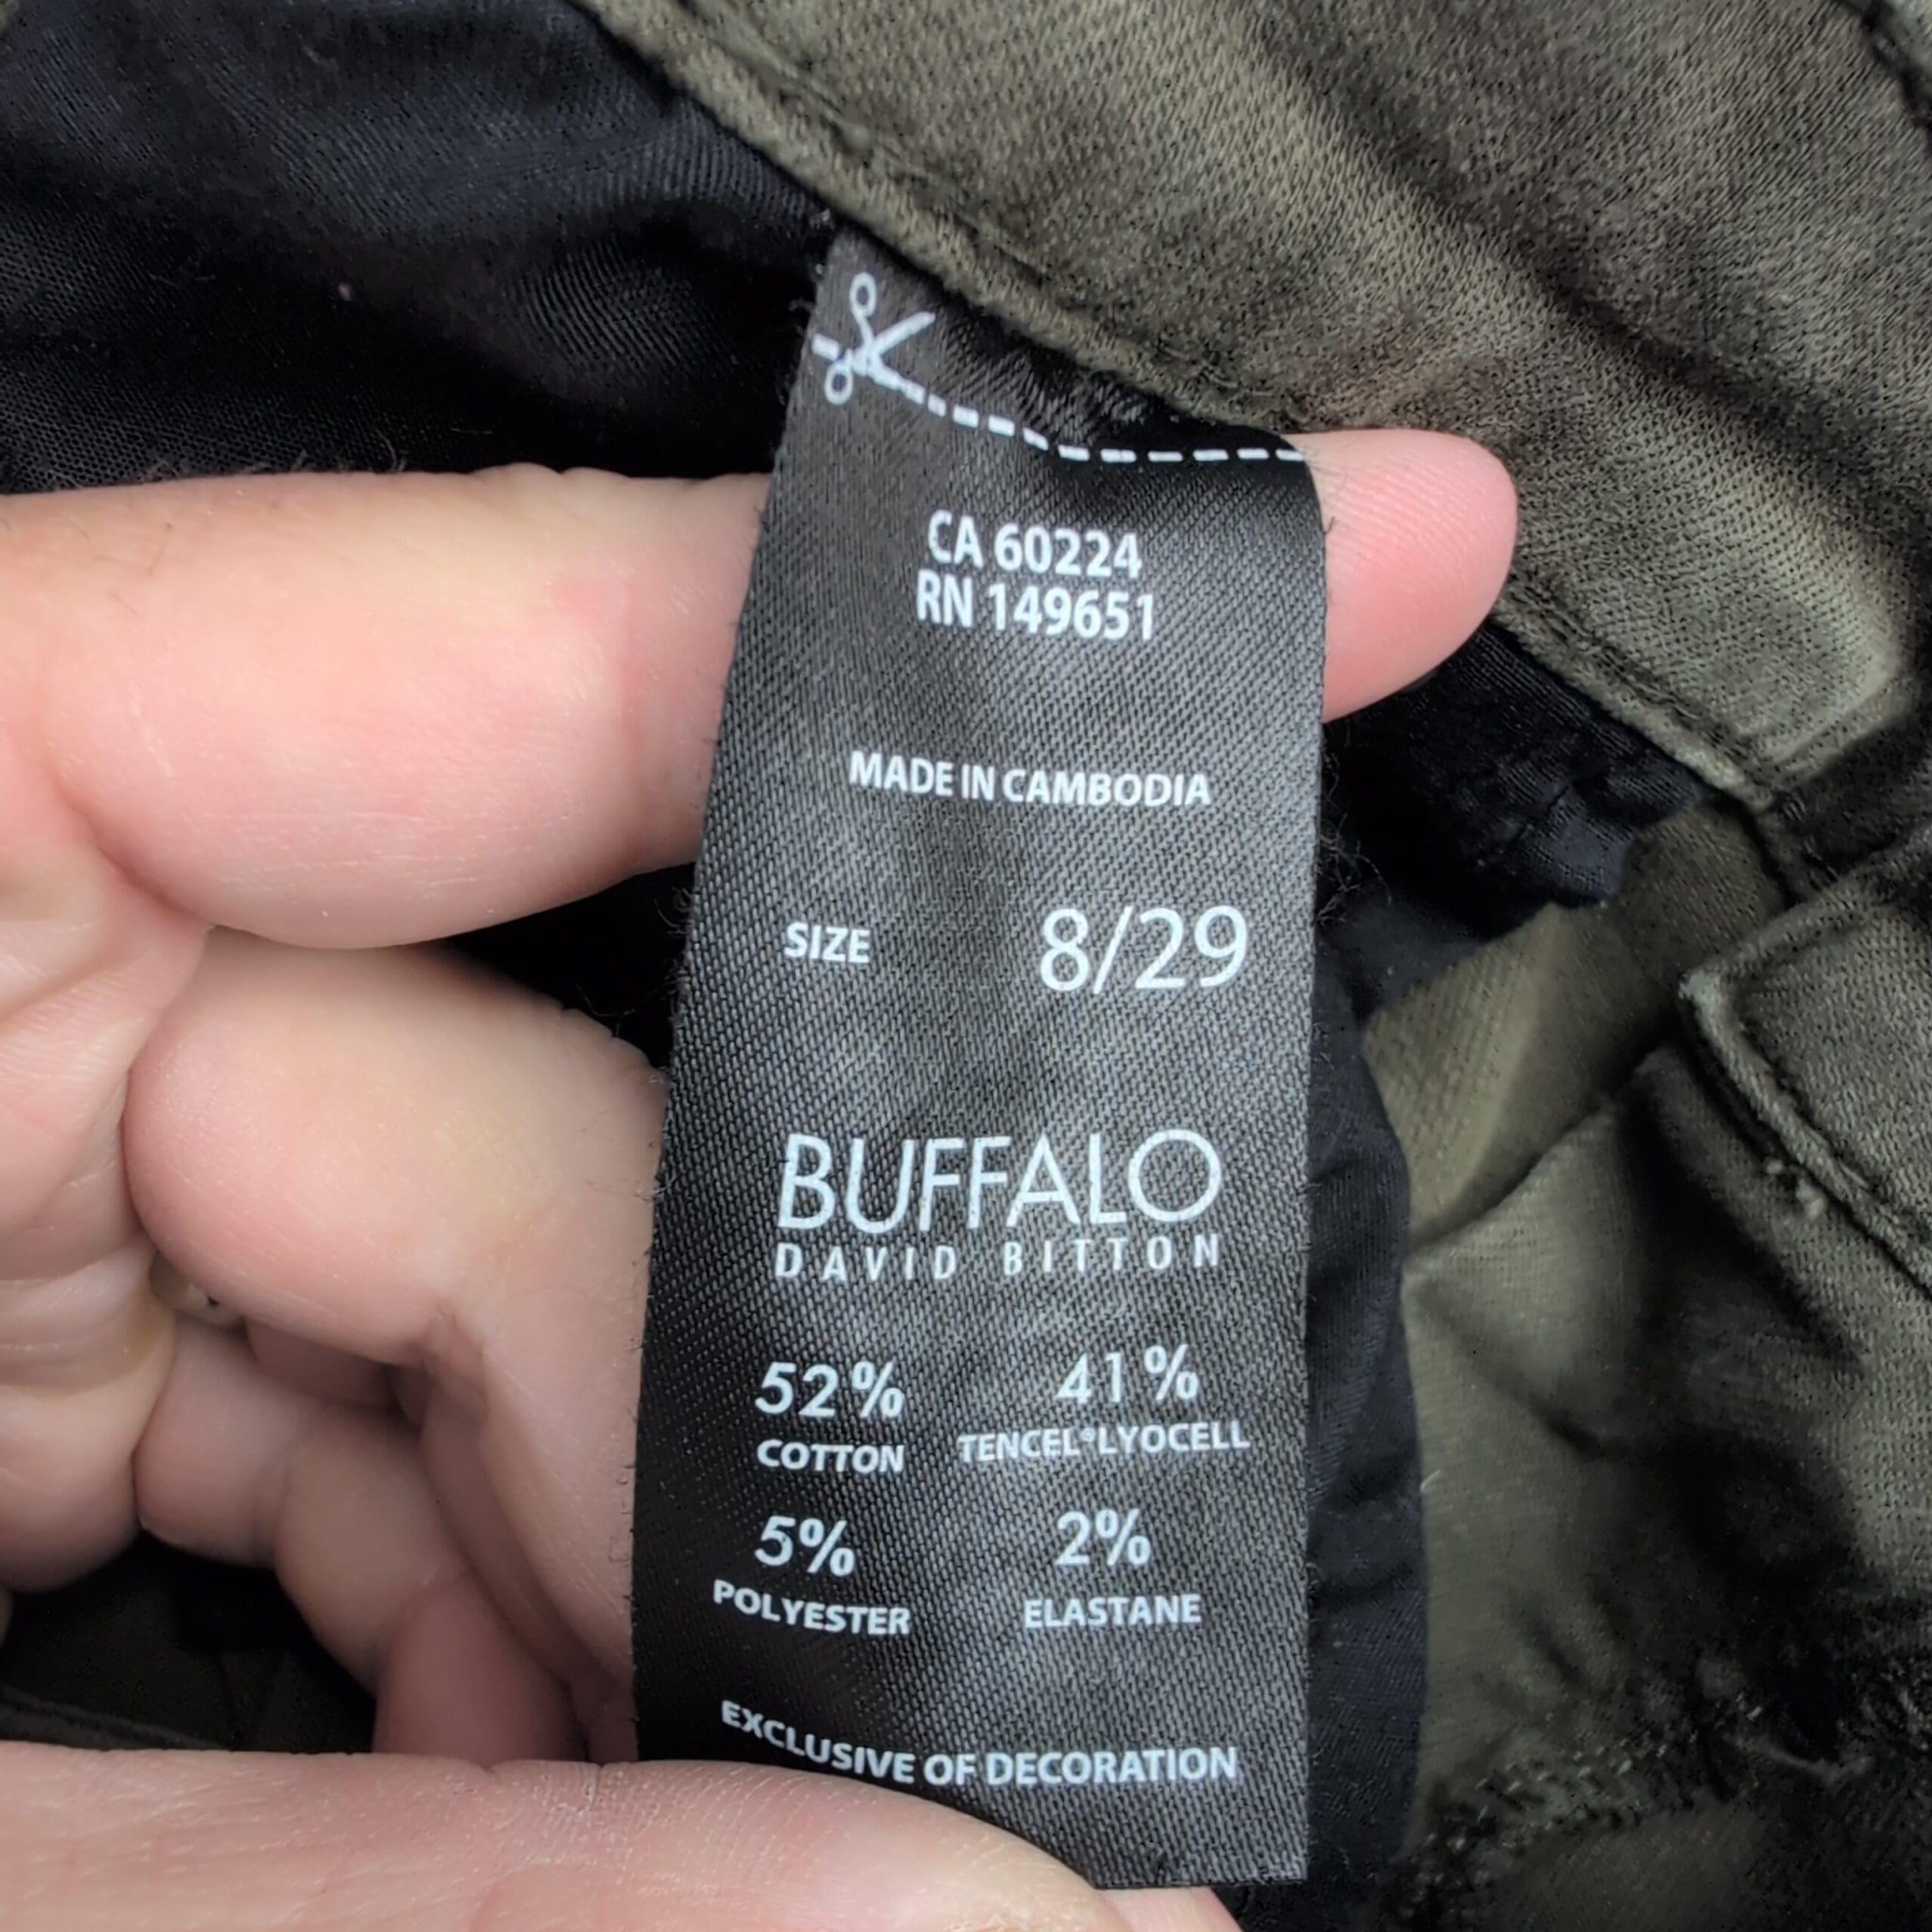 CA 60224
RN 149651
MADE IN CAMBODIA
SIZE 8/29
BUFFALO
DAVID BITTON
52% 41%
COTTON TENCEL®LYOCELL
5% 2%
POLYESTER ELASTANE
EXCLUSIVE OF DECORATION